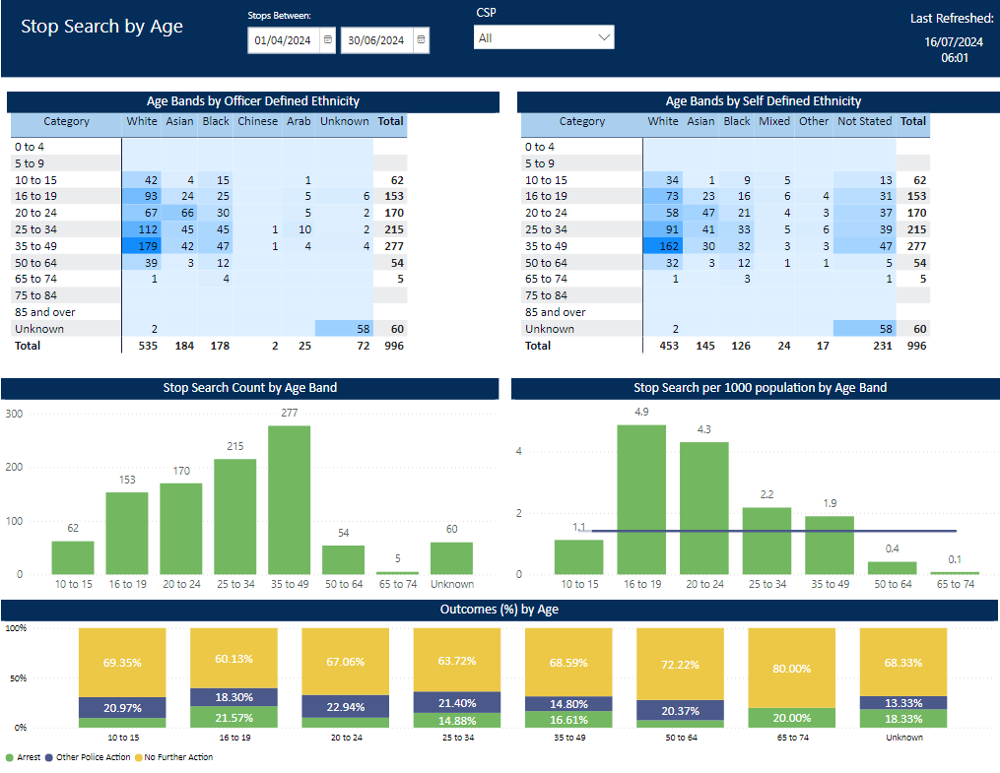 Stop Search by Age
Stops Between:
01/04/2024 30/06/2024
CSP
All
Last Refreshed:
16/07/2024
06:01
Age Bands by Officer Defined Ethnicity
Category White Asian Black Chinese Arab Unknown Total
0 to 4
5 to 9
10 to 15 42 4 15 1 62
16 to 19 93 24 25 5 6 153
20 to 24 67 66 30 5 2 170
25 to 34 112 45 45 1 10 2 215
35 to 49 179 42 47 1 4 4 277
50 to 64 39 3 12 54
65 to 74 1 4 5
75 to 84
85 and over
Unknown 2 58 60
Total 535 184 178 2 25 72 996
Age Bands by Self Defined Ethnicity
Category White Asian Black Mixed Other Not Stated Total
0 to 4
5 to 9
10 to 15 34 1 9 5 13 62
16 to 19 73 23 16 6 4 31 153
20 to 24 58 47 21 4 3 37 170
25 to 34 91 41 33 5 6 39 215
35 to 49 162 30 32 3 3 47 277
50 to 64 32 3 12 1 1 5 54
65 to 74 1 3 1 5
75 to 84
85 and over
Unknown 2 58 60
Total 453 145 126 24 17 231 996
Stop Search Count by Age Band
300
200
100
0
62 153 170 215 277 54 5 60
10 to 15 16 to 19 20 to 24 25 to 34 35 to 49 50 to 64 65 to 74 Unknown
Stop Search per 1000 population by Age Band
4
2
0
1.1 4.9 4.3 2.2 1.9 0.4 0.1
10 to 15 16 to 19 20 to 24 25 to 34 35 to 49 50 to 64 65 to 74
Outcomes (%) by Age
100%
50%
0%
69.35% 60.13% 67.06% 63.72% 68.59% 72.22% 80.00% 68.33%
20.97% 18.30% 22.94% 21.40% 14.80% 20.37% 13.33%
21.57% 14.88% 16.61% 20.00% 18.33%
10 to 15 16 to 19 20 to 24 25 to 34 35 to 49 50 to 64 65 to 74 Unknown
Arrest Other Police Action No Further Action